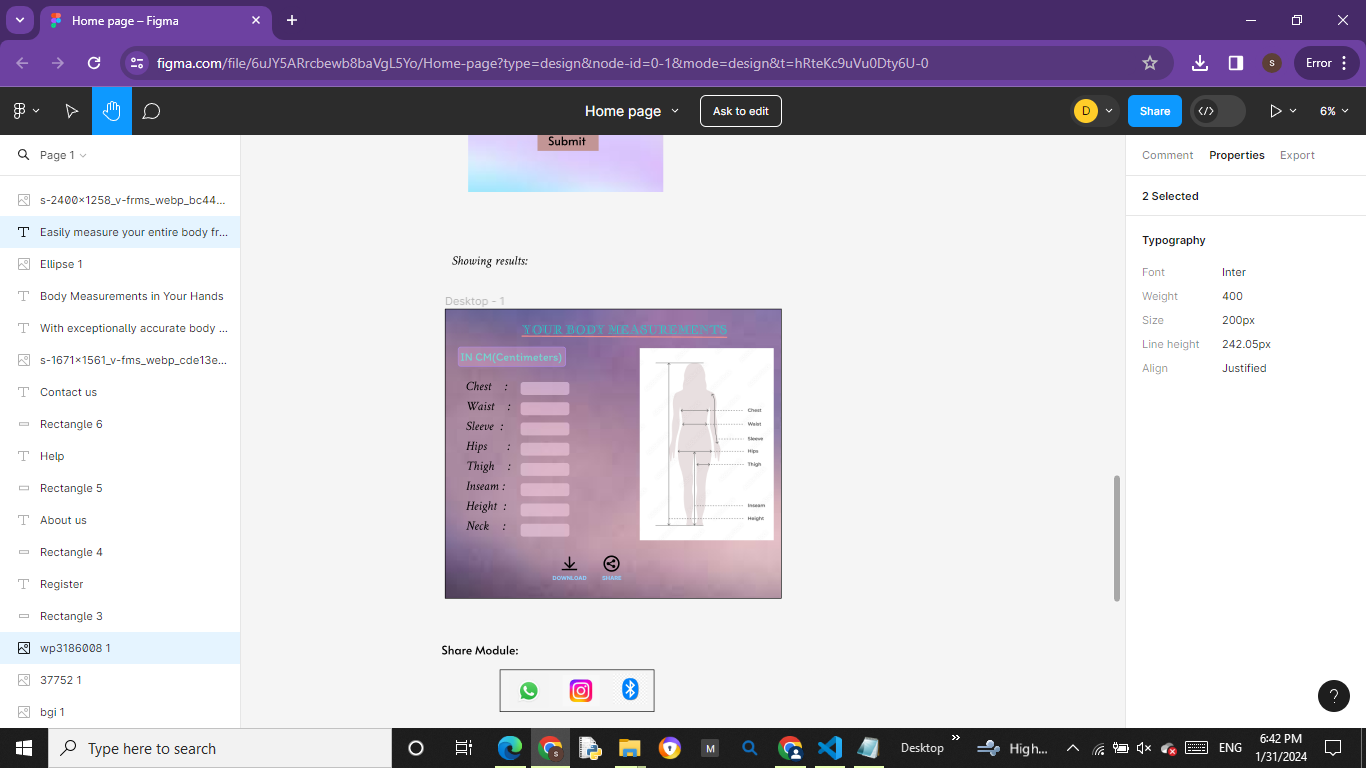 Home page – Figma
figma.com/file/6uJY5ARrcbewb8baVgL5Yo/Home-page?type=design&node-id=0-1&mode=design&t=hRteKc9uVu0Dty6U-0
s
Error
Home page
Ask to edit
D
Share
6%
Page 1
s-2400×1258_v-frms_webp_bc44...
Easily measure your entire body fr...
Ellipse 1
Body Measurements in Your Hands
With exceptionally accurate body ...
s-1671×1561_v-fms_webp_cde13e...
Contact us
Rectangle 6
Help
Rectangle 5
About us
Rectangle 4
Register
Rectangle 3
wp3186008 1
37752 1
bgi 1
Submit
Showing results:
Desktop - 1
YOUR BODY MEASUREMENTS
IN CM(Centimeters)
Chest :
Waist :
Sleeve :
Hips :
Thigh :
Inseam :
Height :
Neck :
Chest
Waist
Sleeve
Hips
Thigh
Inseam
Height
DOWNLOAD
SHARE
Share Module:
Comment
Properties
Export
2 Selected
Typography
Font Inter
Weight 400
Size 200px
Line height 242.05px
Align Justified
?
Type here to search
M
Desktop
High...
ENG
6:42 PM
1/31/2024